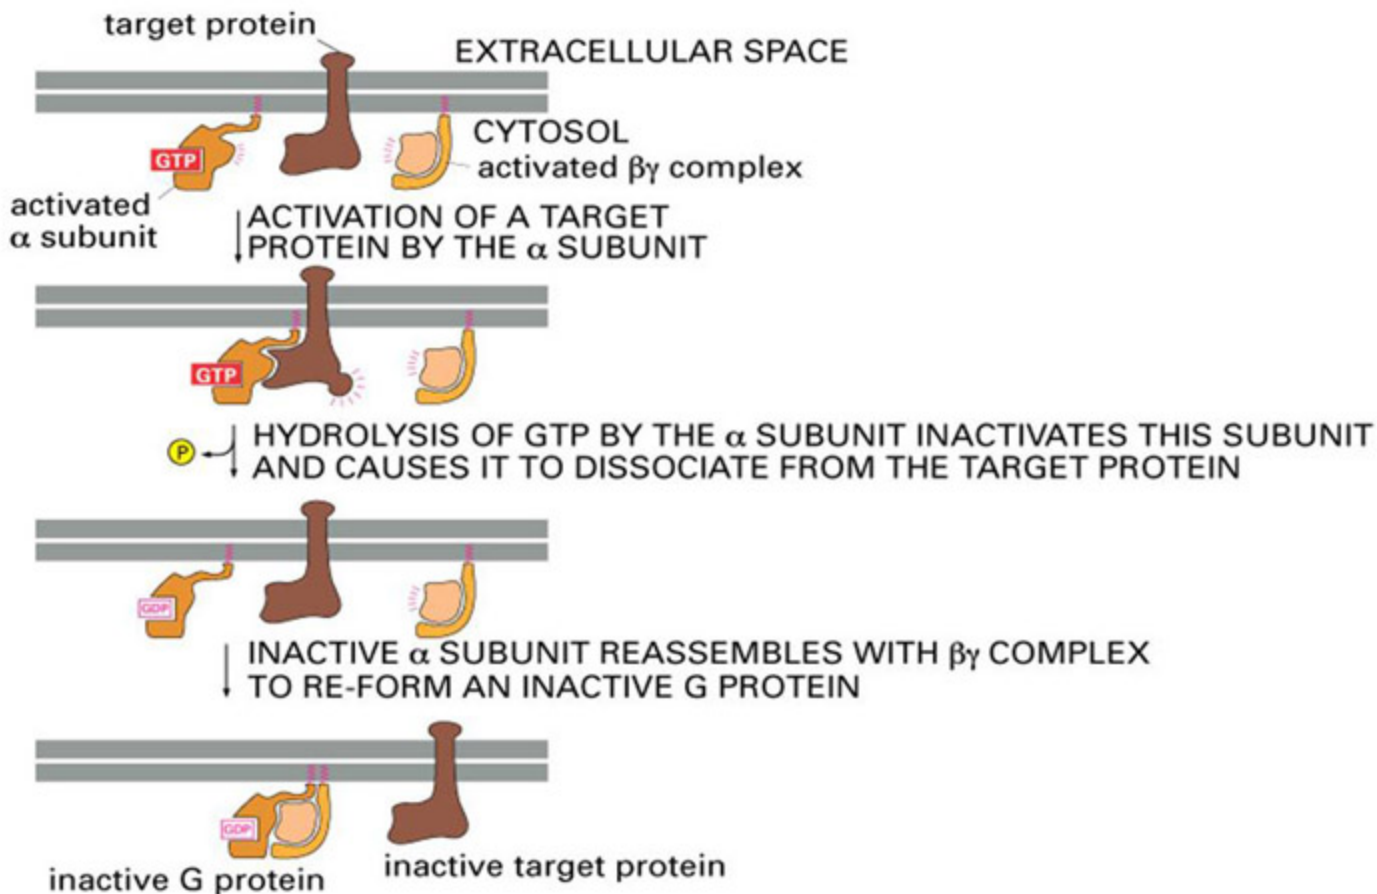 target protein
EXTRACELLULAR SPACE
CYTOSOL
GTP
activated βγ complex
activated
α subunit
ACTIVATION OF A TARGET
PROTEIN BY THE α SUBUNIT
GTP
HYDROLYSIS OF GTP BY THE α SUBUNIT INACTIVATES THIS SUBUNIT
P
AND CAUSES IT TO DISSOCIATE FROM THE TARGET PROTEIN
GDP
INACTIVE α SUBUNIT REASSEMBLES WITH βγ COMPLEX
TO RE-FORM AN INACTIVE G PROTEIN
GDP
inactive target protein
inactive G protein